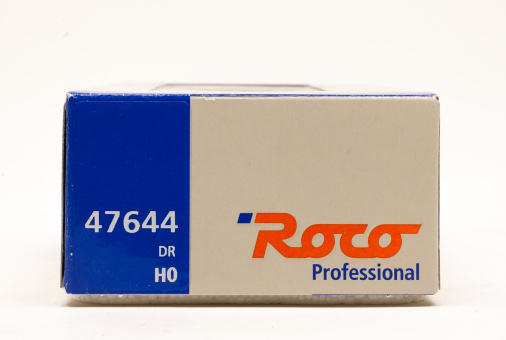 47644
DR
H0
Roco
Professional